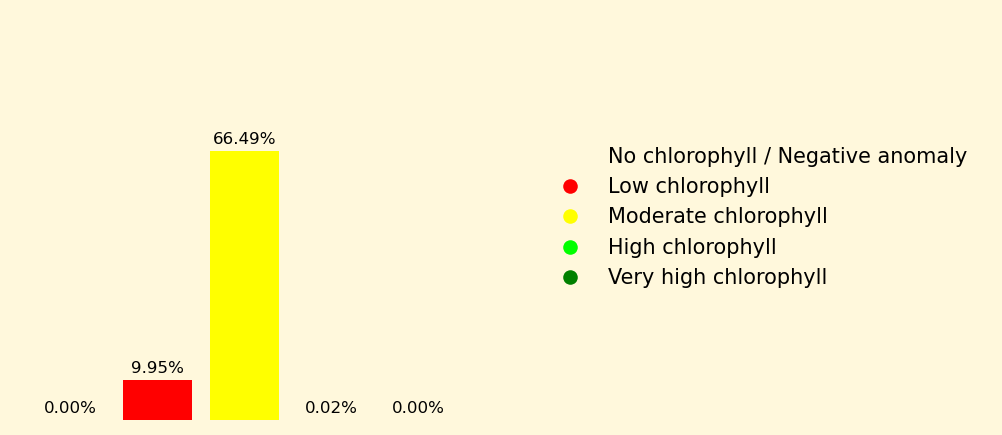 66.49%
9.95%
0.00%
0.02%
0.00%
No chlorophyll / Negative anomaly
Low chlorophyll
Moderate chlorophyll
High chlorophyll
Very high chlorophyll